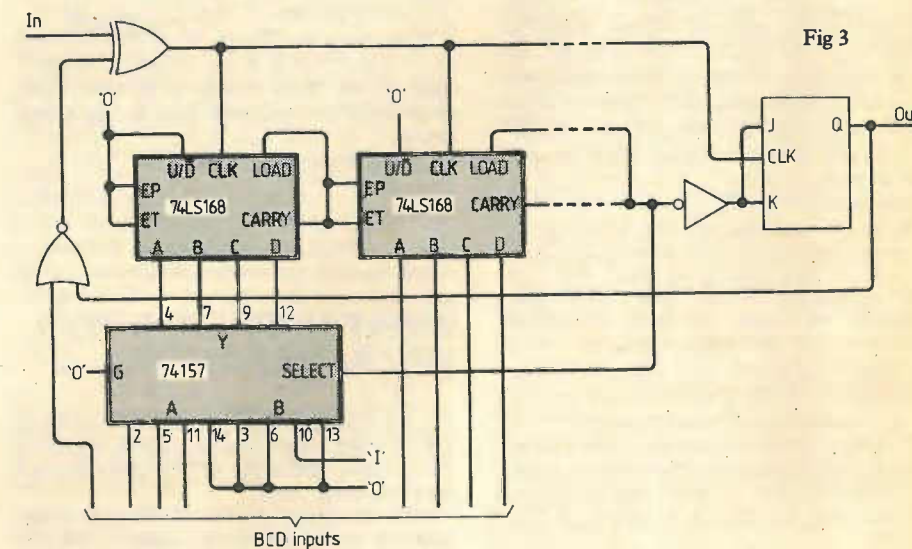 In
Fig 3
'0'
'0'
U/D CLK LOAD
EP
74LS168
ET
CARRY
A B C D
U/D CLK LOAD
EP
74LS168
ET
CARRY
A B C D
J Q
CLK
K
Ou
4 7 9 12
Y
'0' G 74157 SELECT
A B
2 5 11 14 3 6 10 13
'1'
'0'
BCD inputs